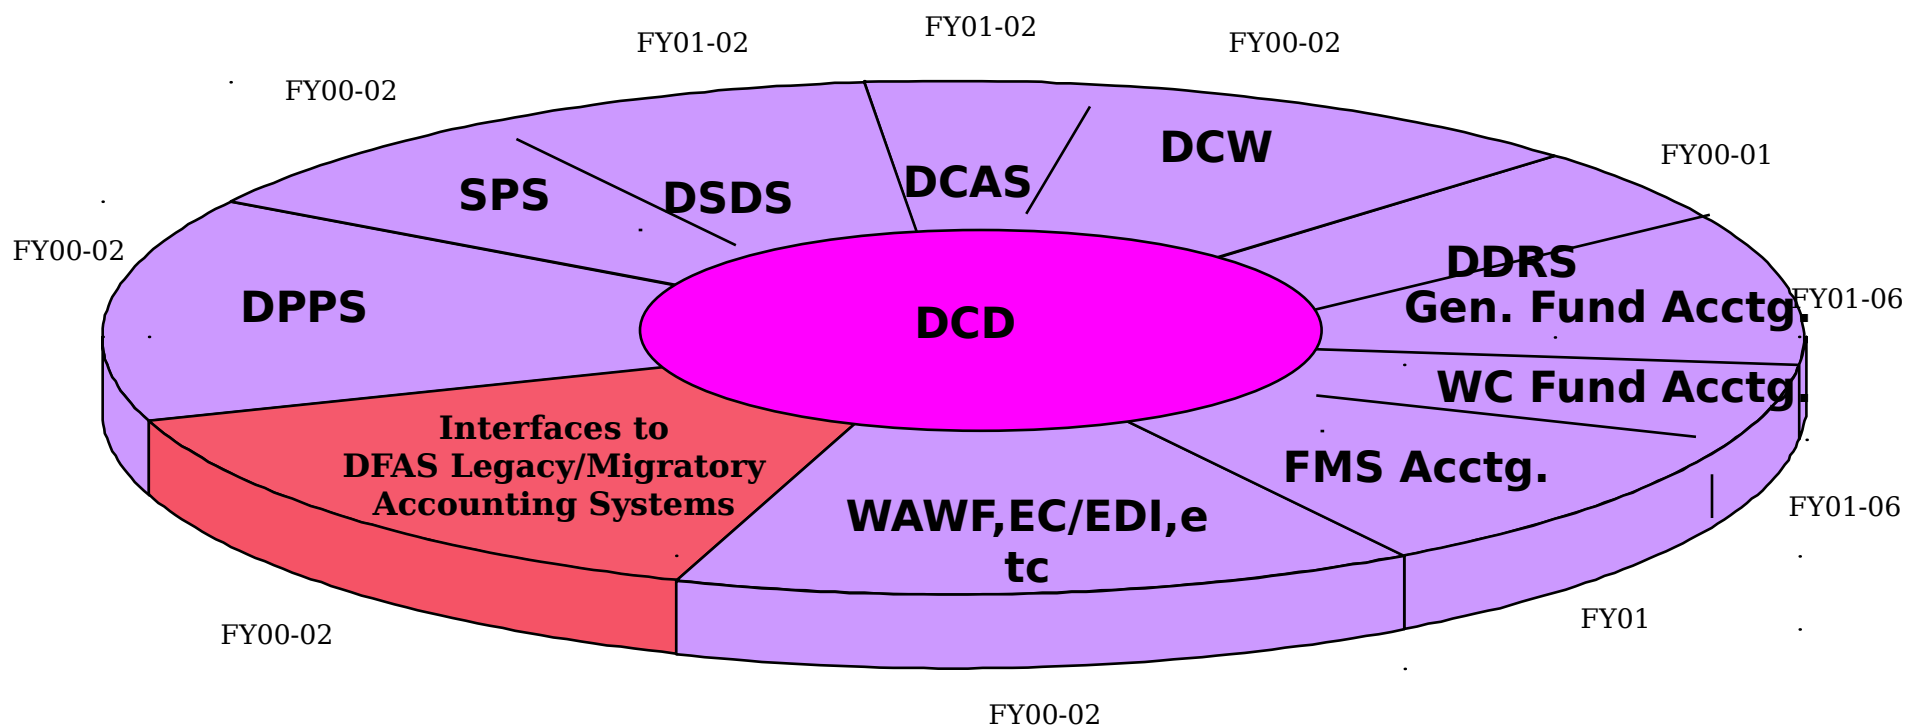 FY01-02
FY01-02
FY00-02
FY00-02
FY00-01
DCW
DCAS
SPS
DSDS
FY00-02
DDRS
FY01-06
DPPS
Gen. Fund Acctg.
DCD
WC Fund Acctg.
Interfaces to
DFAS Legacy/Migratory
Accounting Systems
FMS Acctg.
WAWF,EC/EDI,e
tc
FY01-06
FY01
FY00-02
FY00-02